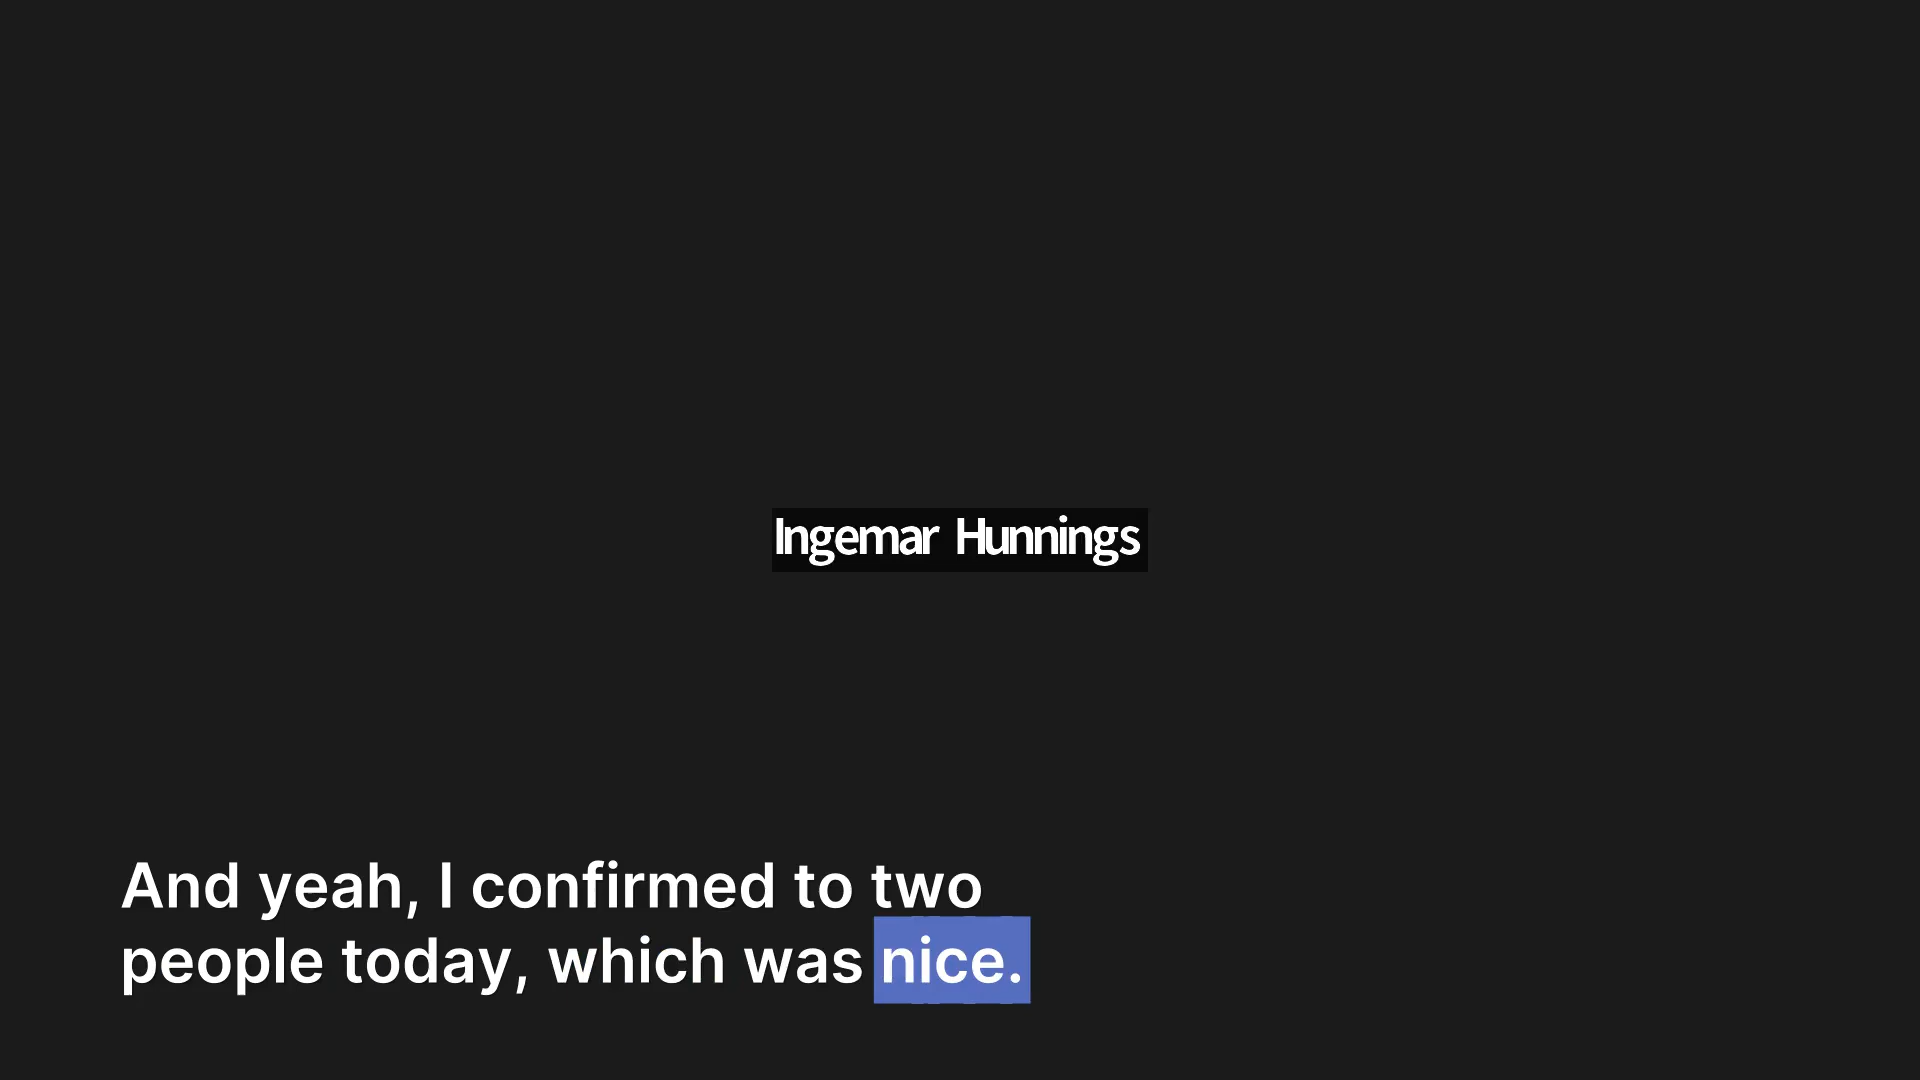 Ingemar Hunnings
And yeah, I confirmed to two
people today, which was nice.